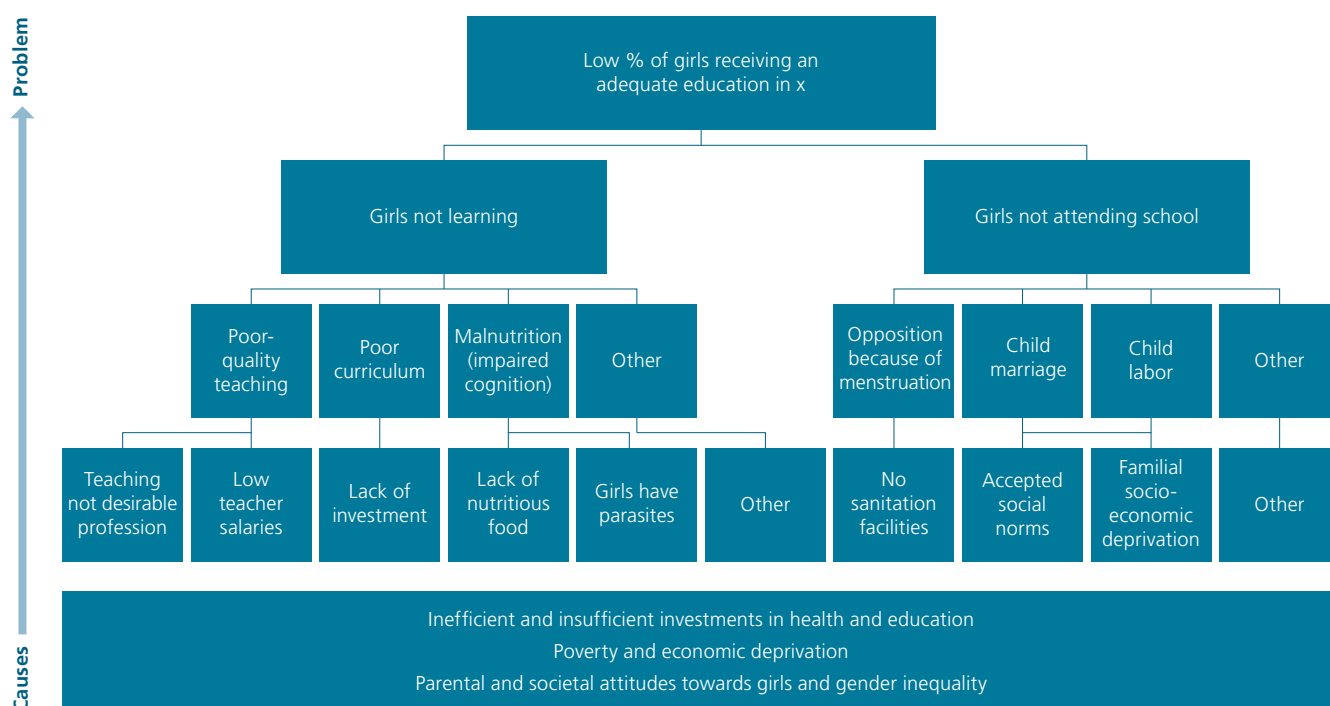 Problem
Low % of girls receiving an
adequate education in x
Girls not learning
Girls not attending school
Poor-
quality
teaching
Poor
curriculum
Malnutrition
(impaired
cognition)
Other
Opposition
because of
menstruation
Child
marriage
Child
labor
Other
Teaching
not desirable
profession
Low
teacher
salaries
Lack of
investment
Lack of
nutritious
food
Girls have
parasites
Other
No
sanitation
facilities
Accepted
social
norms
Familial
socio-
economic
deprivation
Other
Causes
Inefficient and insufficient investments in health and education
Poverty and economic deprivation
Parental and societal attitudes towards girls and gender inequality